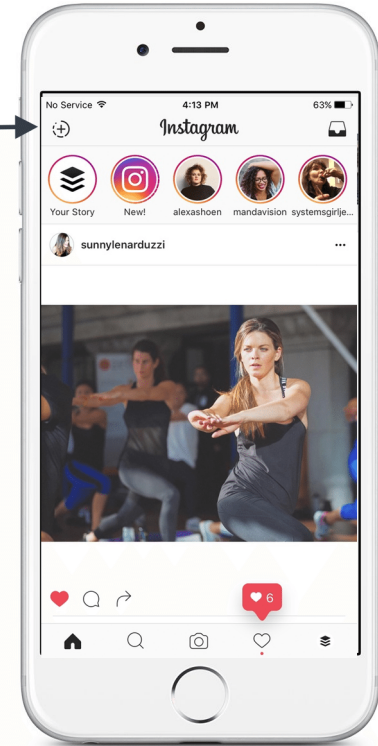 No Service 4:13 PM 63%
Instagram
Your Story New! alexashoen mandavision systemsgirlje...
sunnylenarduzzi
6